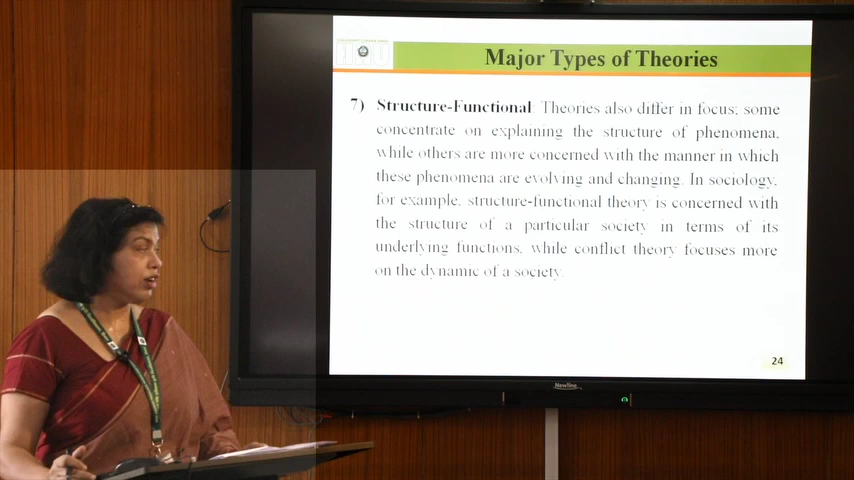 Major Types of Theories
7) Structure-Functional: Theories also differ in focus; some
concentrate on explaining the structure of phenomena,
while others are more concerned with the manner in which
these phenomena are evolving and changing. In sociology,
for example, structure-functional theory is concerned with
the structure of a particular society in terms of its
underlying functions, while conflict theory focuses more
on the dynamic of a society.
24
Newline